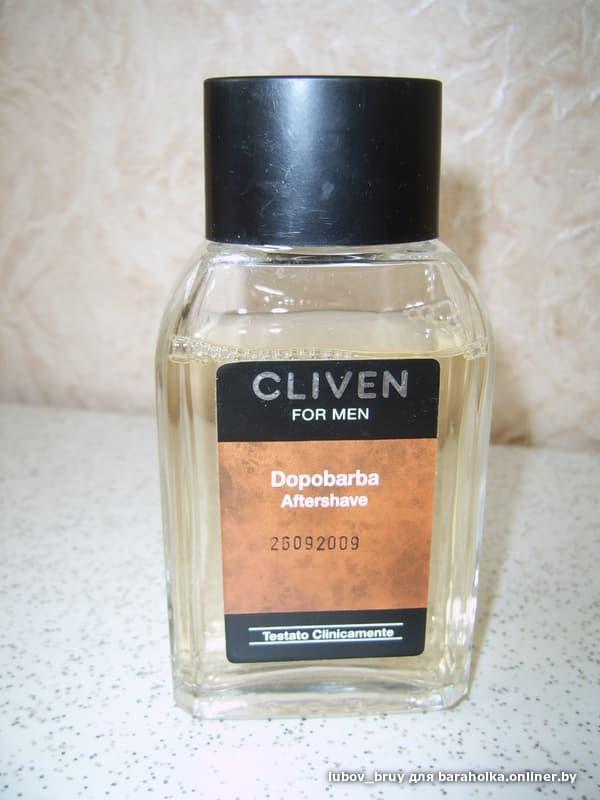 CLIVEN
FOR MEN
Dopobarba
Aftershave
26092009
Testato Clinicamente
lubov_bruy для baraholka.onliner.by